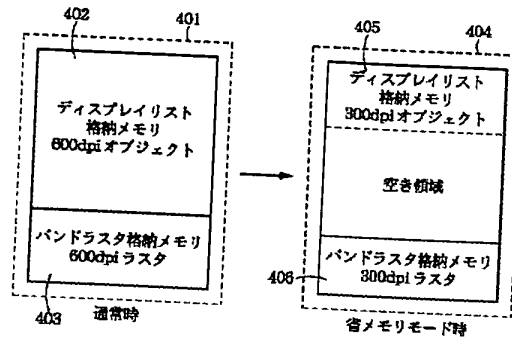 402
401
ディスプレイリスト
格納メモリ
600dpiオブジェクト
バンドラスタ格納メモリ
600dpiラスタ
403
通常時
404
405
ディスプレイリスト
格納メモリ
300dpiオブジェクト
空き領域
バンドラスタ格納メモリ
300dpiラスタ
406
省メモリモード時